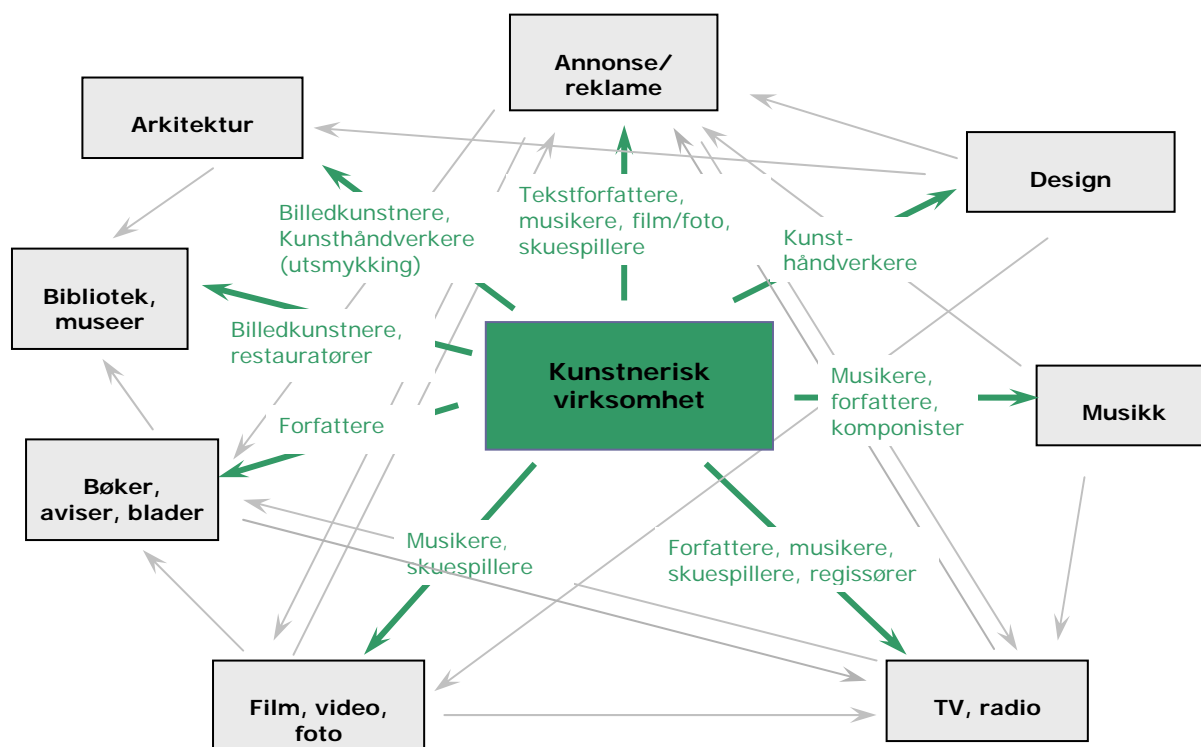 Annonse/
reklame
Arkitektur
Design
Billedkunstnere,
Kunsthåndverkere
(utsmykking)
Tekstforfattere,
musikere, film/foto,
skuespillere
Kunst-
håndverkere
Bibliotek,
museer
Billedkunstnere,
restauratører
Kunstnerisk
virksomhet
Musikere,
forfattere,
komponister
Musikk
Forfattere
Bøker,
aviser, blader
Musikere,
skuespillere
Forfattere, musikere,
skuespillere, regissører
Film, video,
foto
TV, radio